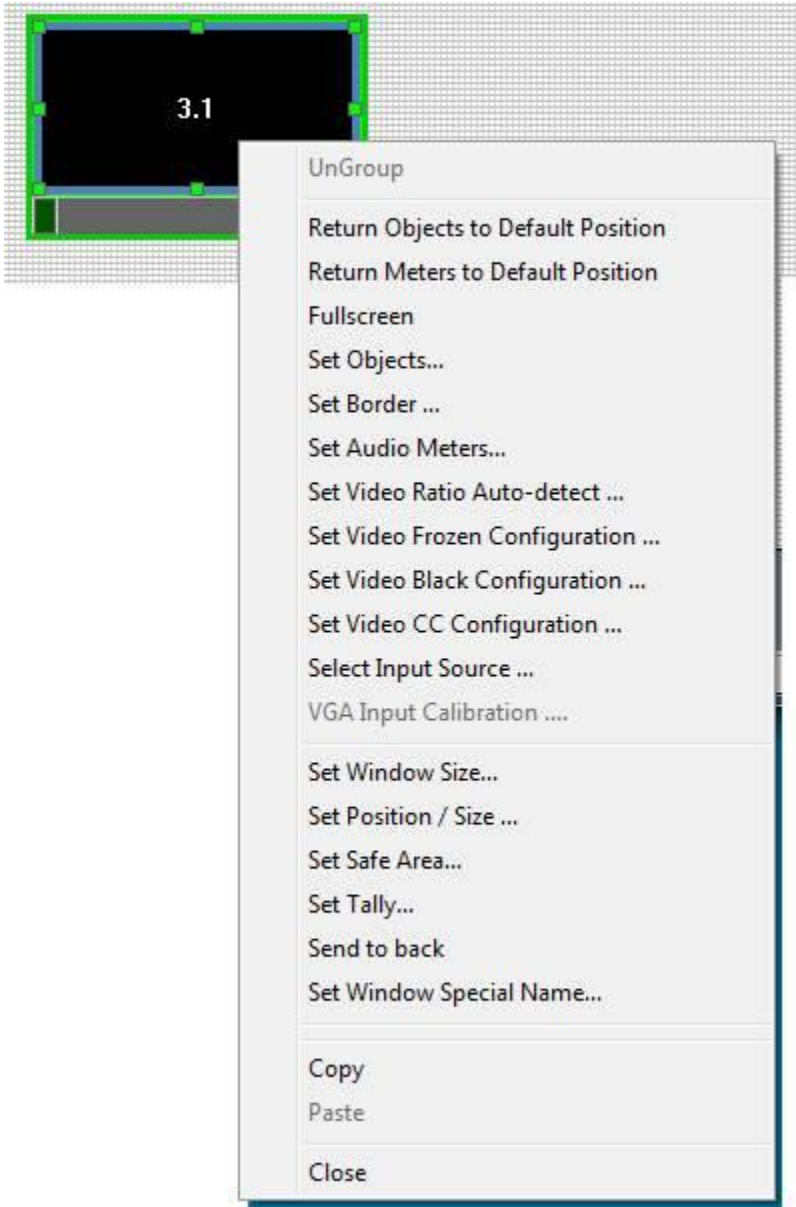 3.1
UnGroup
Return Objects to Default Position
Return Meters to Default Position
Fullscreen
Set Objects...
Set Border ...
Set Audio Meters...
Set Video Ratio Auto-detect ...
Set Video Frozen Configuration ...
Set Video Black Configuration ...
Set Video CC Configuration ...
Select Input Source ...
VGA Input Calibration ....
Set Window Size...
Set Position / Size ...
Set Safe Area...
Set Tally...
Send to back
Set Window Special Name...
Copy
Paste
Close